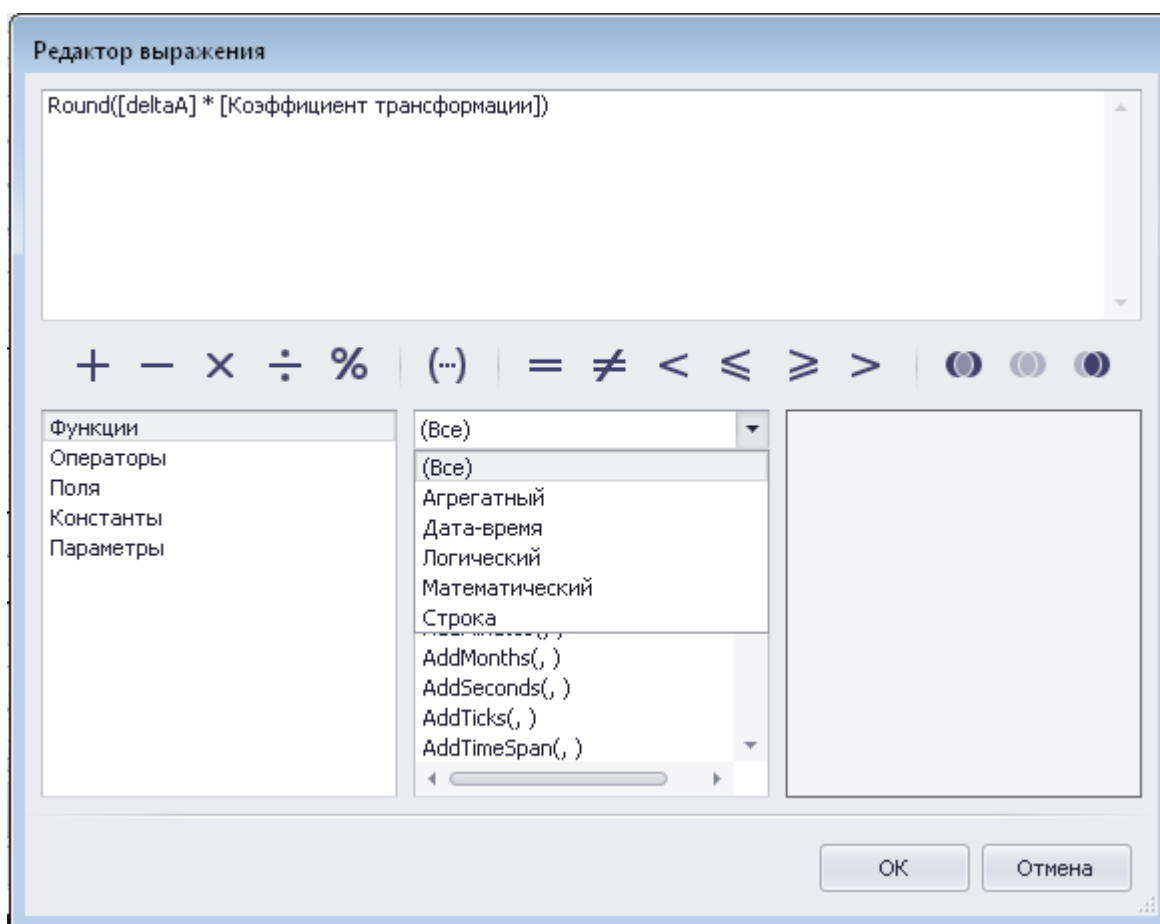 Редактор выражения
Round([deltaA] * [Коэффициент трансформации])
+ − × ÷ % (···) = ≠ < ⩽ ⩾ >
Функции
Операторы
Поля
Константы
Параметры
(Все)
(Все)
Агрегатный
Дата-время
Логический
Математический
Строка
AddMonths(, )
AddSeconds(, )
AddTicks(, )
AddTimeSpan(, )
ОК
Отмена